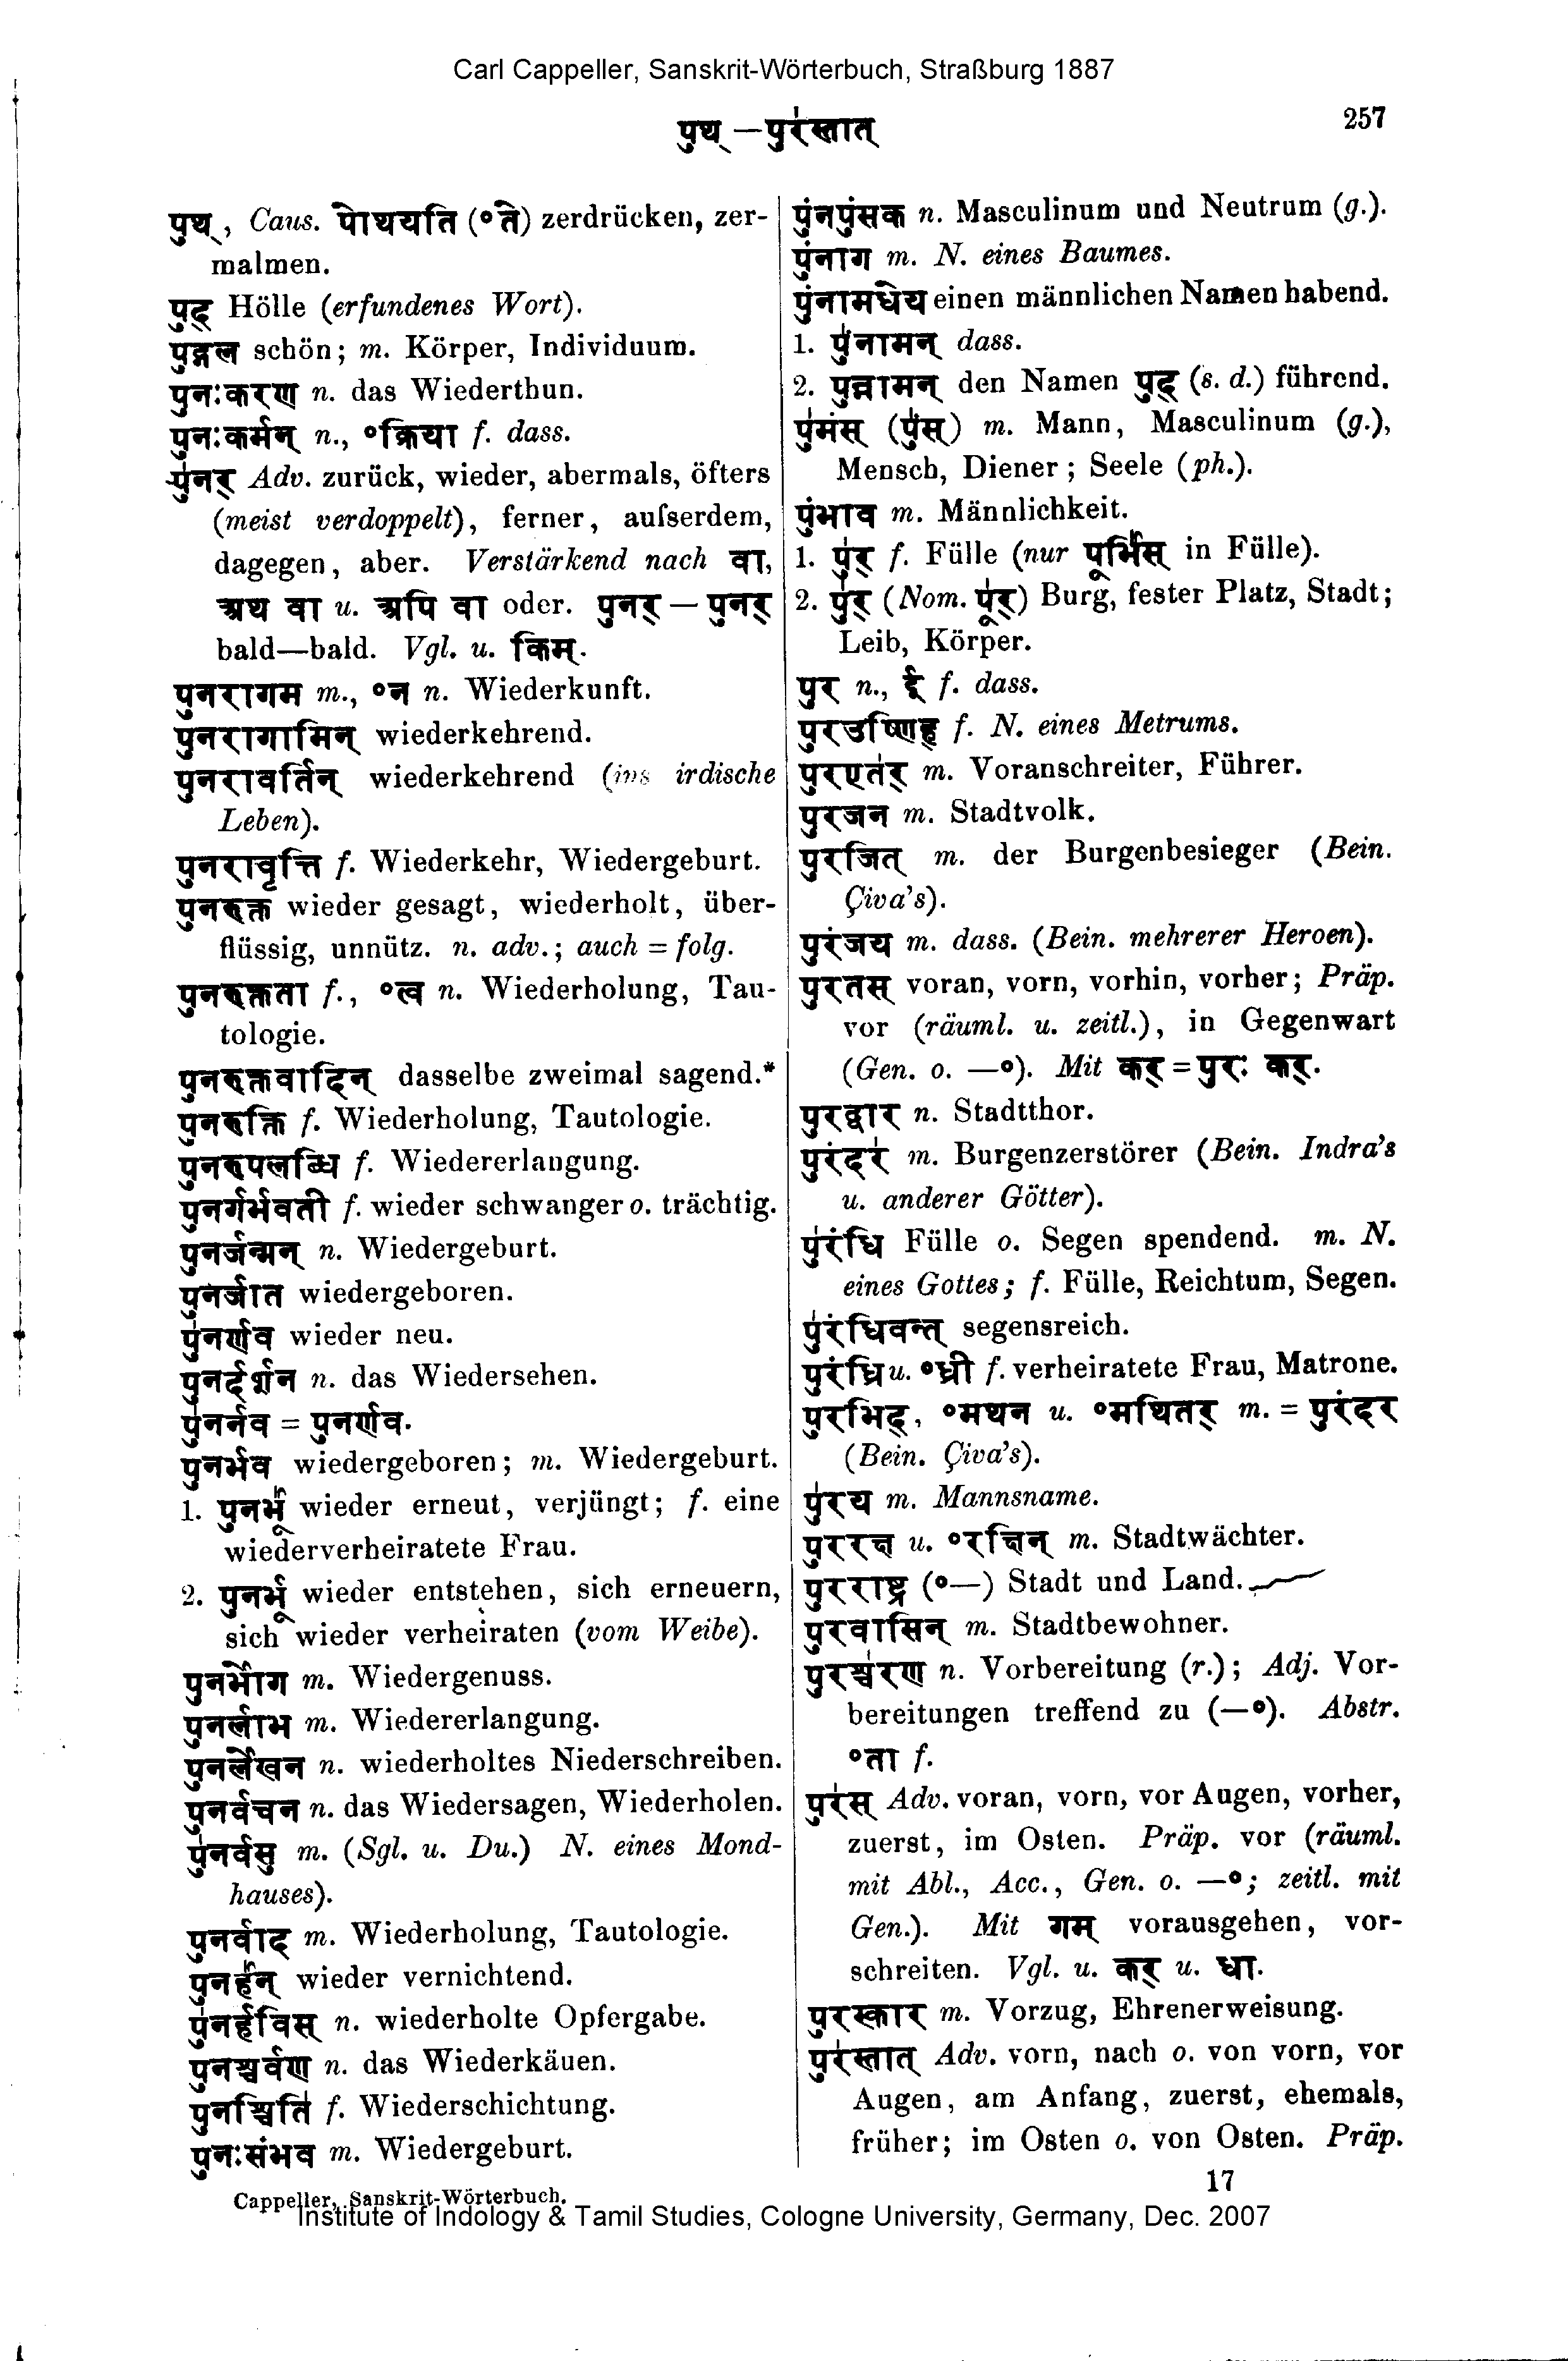 Carl Cappeller, Sanskrit-Wörterbuch, Straßburg 1887
पुथ् — पुर॑स्तात्
257
पुथ्, Caus. पोथयति (॰ते) zerdrücken, zer-
malmen.
पुद् Hölle (erfundenes Wort).
पुद्गल schön; m. Körper, Individuum.
पुनःकरण n. das Wiederthun.
पुनःकर्मन् n., ॰क्रिया f. dass.
पु॑नर् Adv. zurück, wieder, abermals, öfters
(meist verdoppelt), ferner, aufserdem,
dagegen, aber. Verstärkend nach वा,
अथ वा u. अपि वा oder. पुनर् — पुनर्
bald—bald. Vgl. u. किम्.
पुनरागम m., ॰न n. Wiederkunft.
पुनरागामिन् wiederkehrend.
पुनरावर्तिन् wiederkehrend (ins irdische
Leben).
पुनरावृत्ति f. Wiederkehr, Wiedergeburt.
पुनरुक्त wieder gesagt, wiederholt, über-
flüssig, unnütz. n. adv.; auch = folg.
पुनरुक्तता f., ॰त्व n. Wiederholung, Tau-
tologie.
पुनरुक्तवादिन् dasselbe zweimal sagend.*
पुनरुक्ति f. Wiederholung, Tautologie.
पुनरुपलब्धि f. Wiedererlangung.
पुनर्गर्भवती f. wieder schwanger o. trächtig.
पुनर्जन्मन् n. Wiedergeburt.
पुनर्जात wiedergeboren.
पु॑नर्णव wieder neu.
पुनर्दर्शन n. das Wiedersehen.
पु॑नर्नव = पुनर्णव.
पुनर्भव wiedergeboren; m. Wiedergeburt.
1. पुनर्भू॑ wieder erneut, verjüngt; f. eine
wiederverheiratete Frau.
2. पुनर्भू wieder entstehen, sich erneuern,
sich wieder verheiraten (vom Weibe).
पुनर्भोग m. Wiedergenuss.
पुनर्लाभ m. Wiedererlangung.
पुनर्लेखन n. wiederholtes Niederschreiben.
पुनर्वचन n. das Wiedersagen, Wiederholen.
पु॑नर्वसु m. (Sgl. u. Du.) N. eines Mond-
hauses).
पुनर्वाद m. Wiederholung, Tautologie.
पुनर्ह॑न् wieder vernichtend.
पु॑नर्हविस् n. wiederholte Opfergabe.
पुनश्चर्वण n. das Wiederkäuen.
पुनश्चिति॑ f. Wiederschichtung.
पुनःसंभव m. Wiedergeburt.
पुंनपुंसक n. Masculinum und Neutrum (g.).
पुंनाग m. N. eines Baumes.
पुंनामधेय einen männlichen Namen habend.
1. पु॑ंनामन् dass.
2. पुन्नामन् den Namen पुद् (s. d.) führend.
पु॑मंस् (पु॑ंस्) m. Mann, Masculinum (g.),
Mensch, Diener; Seele (ph.).
पुंभाव m. Männlichkeit.
1. पु॑र् f. Fülle (nur पूर्भि॑स् in Fülle).
2. पु॑र् (Nom. पू॑र्) Burg, fester Platz, Stadt;
Leib, Körper.
पुर n., ई f. dass.
पुरउष्णिह् f. N. eines Metrums.
पुरएत॑र् m. Voranschreiter, Führer.
पुरजन m. Stadtvolk.
पुरजित् m. der Burgenbesieger (Bein.
Çiva's).
पुरंजय m. dass. (Bein. mehrerer Heroen).
पुरतस् voran, vorn, vorhin, vorher; Präp.
vor (räuml. u. zeitl.), in Gegenwart
(Gen. o. —॰). Mit कर् = पुरः कर्.
पुरद्वार n. Stadtthor.
पुरंदर॑ m. Burgenzerstörer (Bein. Indra's
u. anderer Götter).
पु॑रंधि Fülle o. Segen spendend. m. N.
eines Gottes; f. Fülle, Reichtum, Segen.
पु॑रंधिवन्त् segensreich.
पुरंध्रि u. ॰ध्री f. verheiratete Frau, Matrone.
पुरभिद्, ॰मथन u. ॰मथितर् m. = पुरंदर
(Bein. Çiva's).
पु॑रय m. Mannsname.
पुररक्ष u. ॰रक्षिन् m. Stadtwächter.
पुरराष्ट्र (॰—) Stadt und Land.
पुरवासिन् m. Stadtbewohner.
पुरश्च॑रण n. Vorbereitung (r.); Adj. Vor-
bereitungen treffend zu (—॰). Abstr.
॰ता f.
पुर॑स् Adv. voran, vorn, vor Augen, vorher,
zuerst, im Osten. Präp. vor (räuml.
mit Abl., Acc., Gen. o. —॰; zeitl. mit
Gen.). Mit गम् vorausgehen, vor-
schreiten. Vgl. u. कर् u. धा.
पुरस्कार m. Vorzug, Ehrenerweisung.
पुर॑स्तात् Adv. vorn, nach o. von vorn, vor
Augen, am Anfang, zuerst, ehemals,
früher; im Osten o. von Osten. Präp.
17
Cappeller, Sanskrit-Wörterbuch.
Institute of Indology & Tamil Studies, Cologne University, Germany, Dec. 2007